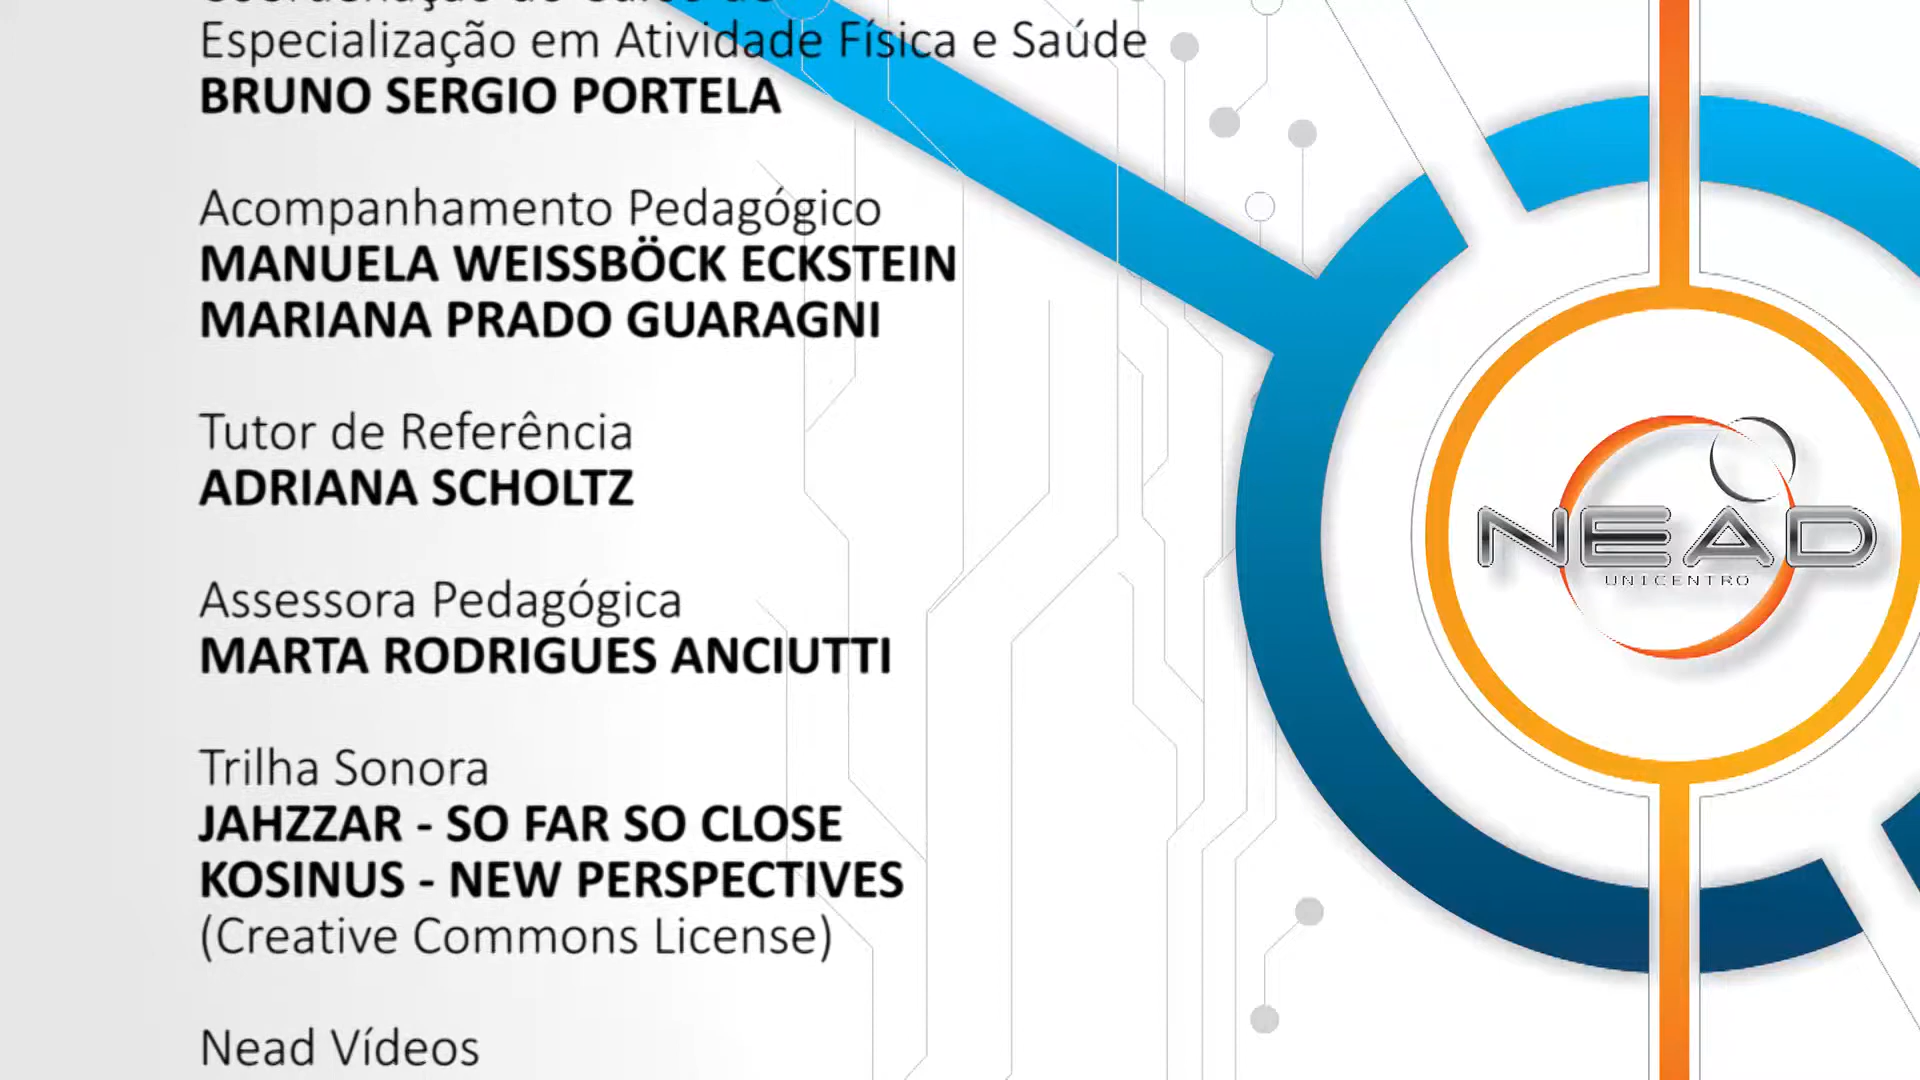 Especialização em Atividade Física e Saúde
BRUNO SERGIO PORTELA
Acompanhamento Pedagógico
MANUELA WEISSBÖCK ECKSTEIN
MARIANA PRADO GUARAGNI
Tutor de Referência
ADRIANA SCHOLTZ
Assessora Pedagógica
MARTA RODRIGUES ANCIUTTI
Trilha Sonora
JAHZZAR - SO FAR SO CLOSE
KOSINUS - NEW PERSPECTIVES
(Creative Commons License)
Nead Vídeos
NEAD
UNICENTRO